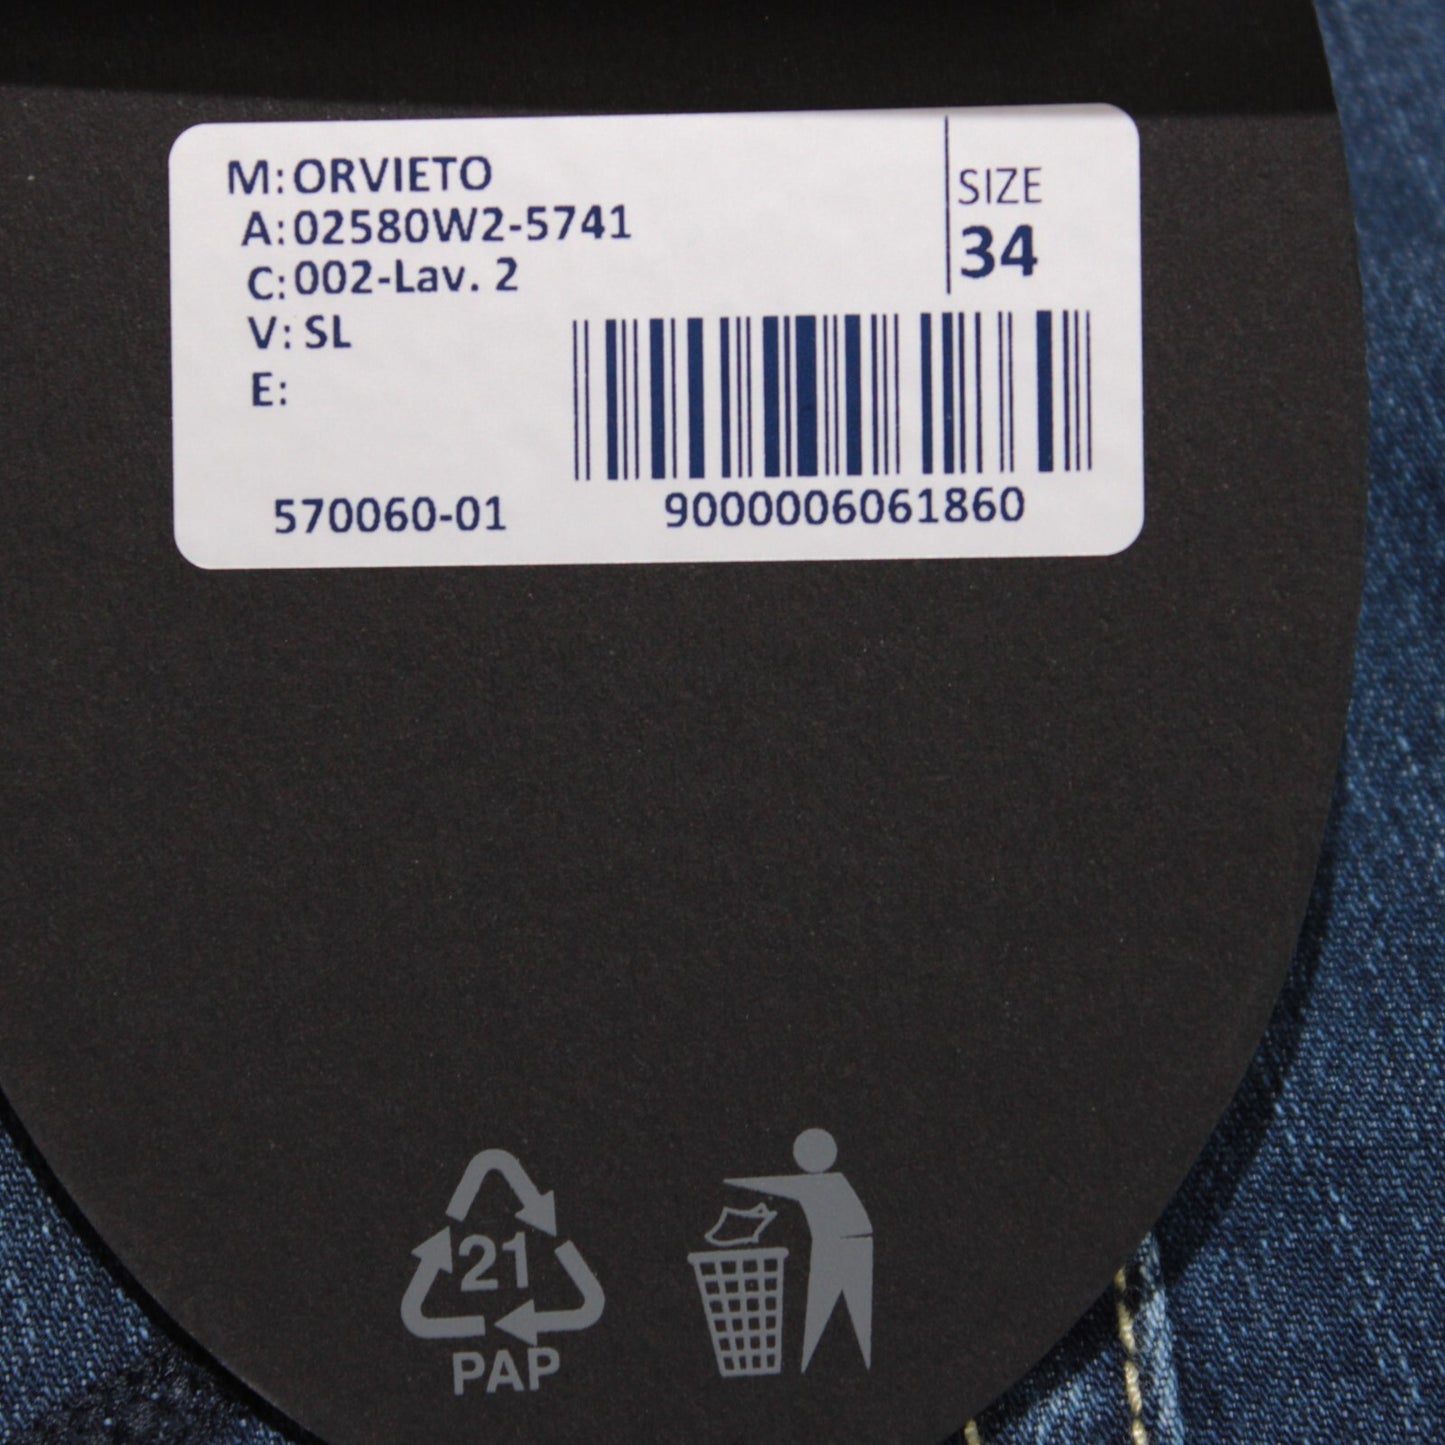 M: ORVIETO
A: 02580W2-5741
C: 002-Lav. 2
V: SL
E:
SIZE
34
570060-01
9000006061860
21
PAP